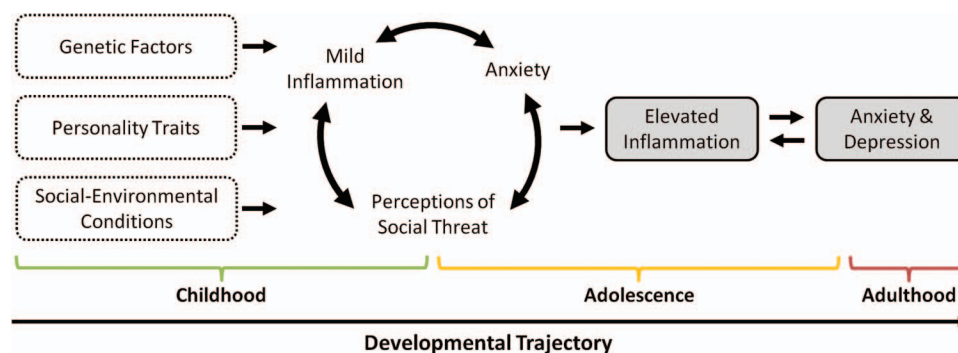 Genetic Factors
Personality Traits
Social-Environmental
Conditions
Mild
Inflammation
Anxiety
Perceptions of
Social Threat
Elevated
Inflammation
Anxiety &
Depression
Childhood
Adolescence
Adulthood
Developmental Trajectory